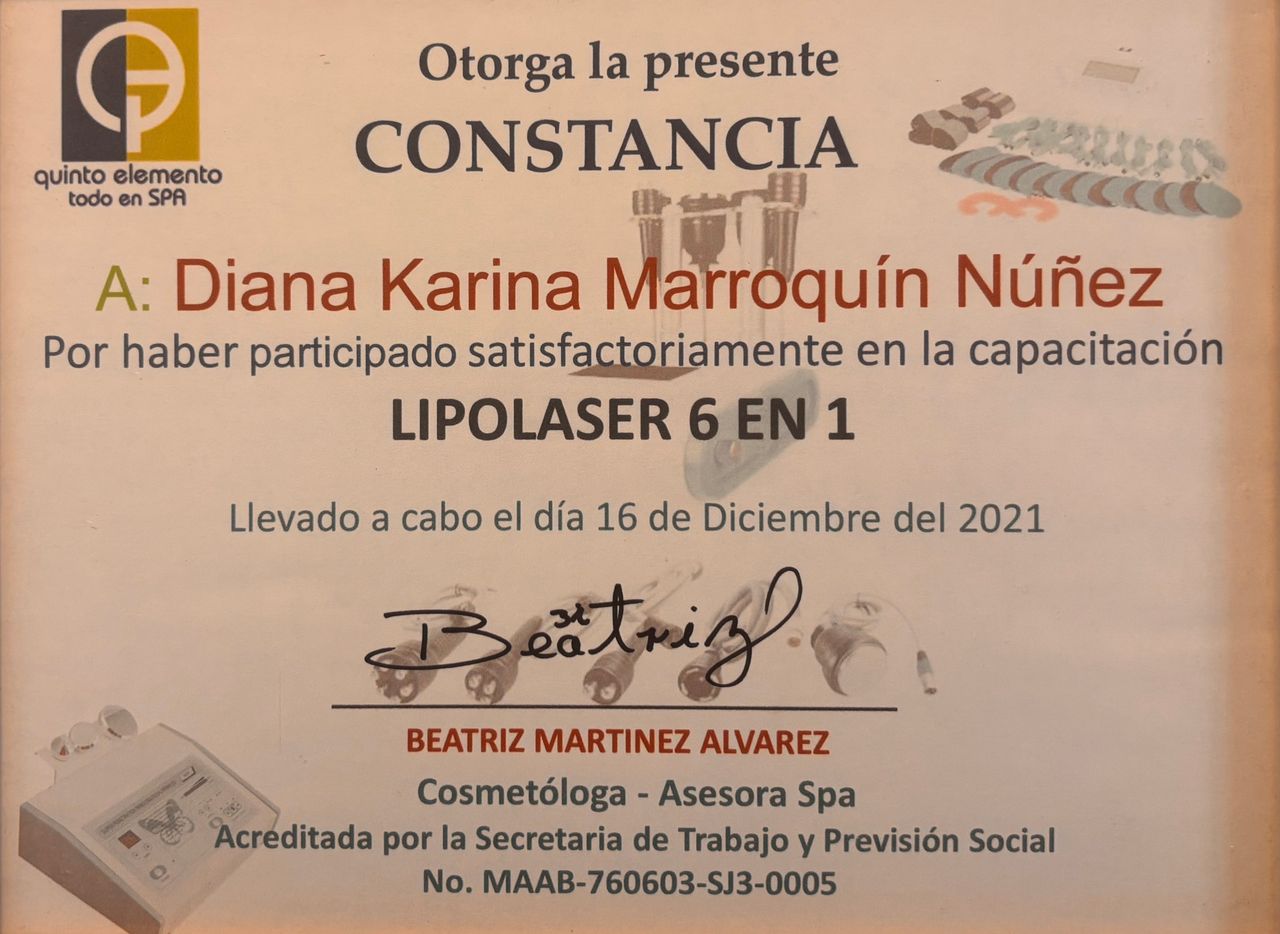 quinto elemento
todo en SPA
Otorga la presente
CONSTANCIA
A: Diana Karina Marroquín Núñez
Por haber participado satisfactoriamente en la capacitación
LIPOLASER 6 EN 1
Llevado a cabo el día 16 de Diciembre del 2021
Beatriz
BEATRIZ MARTINEZ ALVAREZ
Cosmetóloga - Asesora Spa
Acreditada por la Secretaria de Trabajo y Previsión Social
No. MAAB-760603-SJ3-0005